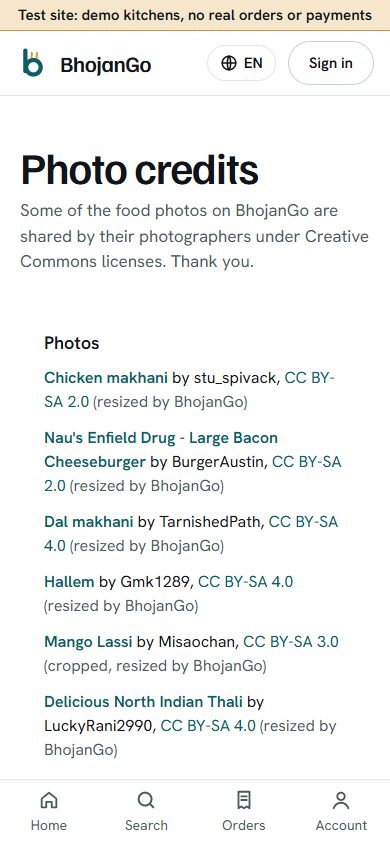 Test site: demo kitchens, no real orders or payments
BhojanGo
EN
Sign in
Photo credits
Some of the food photos on BhojanGo are
shared by their photographers under Creative
Commons licenses. Thank you.
Photos
Chicken makhani by stu_spivack, CC BY-
SA 2.0 (resized by BhojanGo)
Nau's Enfield Drug - Large Bacon
Cheeseburger by BurgerAustin, CC BY-SA
2.0 (resized by BhojanGo)
Dal makhani by TarnishedPath, CC BY-SA
4.0 (resized by BhojanGo)
Hallem by Gmk1289, CC BY-SA 4.0
(resized by BhojanGo)
Mango Lassi by Misaochan, CC BY-SA 3.0
(cropped, resized by BhojanGo)
Delicious North Indian Thali by
LuckyRani2990, CC BY-SA 4.0 (resized by
BhojanGo)
Home
Search
Orders
Account